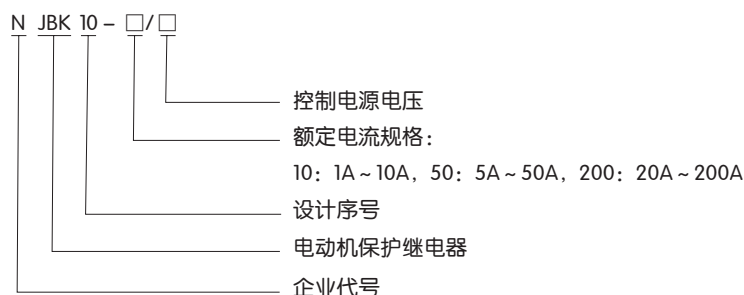 N JBK 10 – □/□
控制电源电压
额定电流规格：
10：1A～10A，50：5A～50A，200：20A～200A
设计序号
电动机保护继电器
企业代号